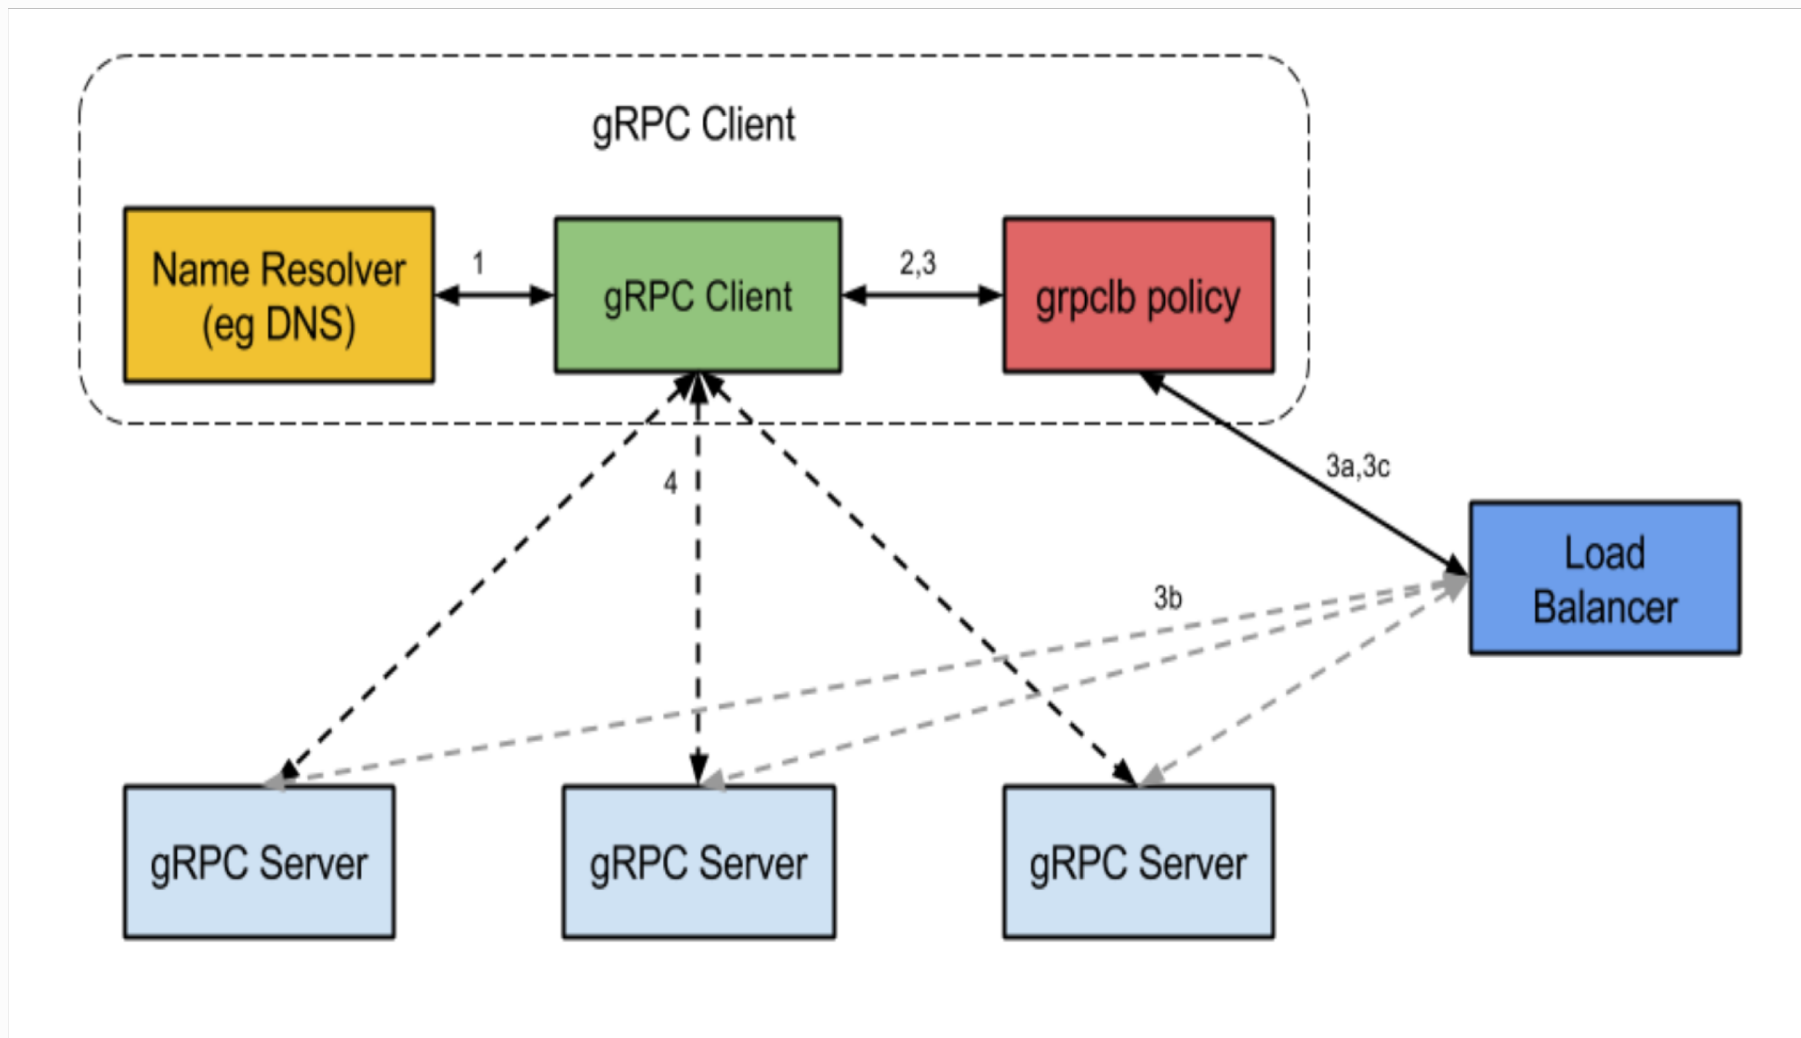 gRPC Client
Name Resolver
(eg DNS)
1
gRPC Client
2,3
grpclb policy
4
3a,3c
Load
Balancer
3b
gRPC Server
gRPC Server
gRPC Server